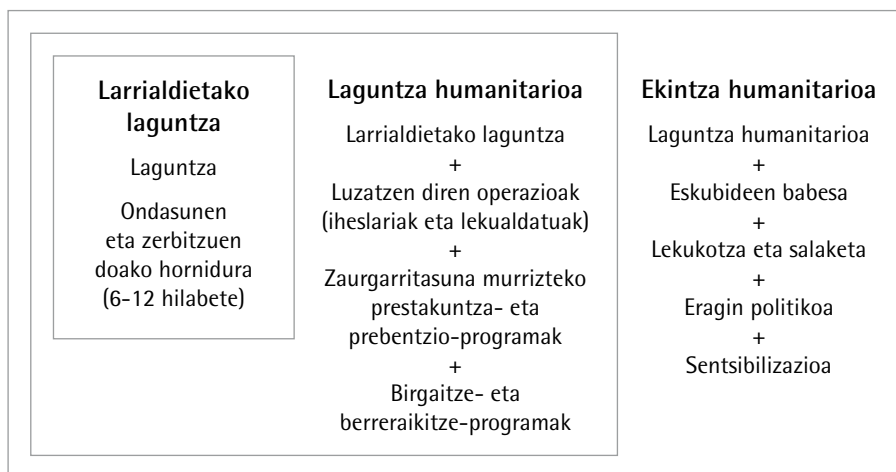 Larrialdietako
laguntza
Laguntza
Ondasunen
eta zerbitzuen
doako hornidura
(6-12 hilabete)
Laguntza humanitarioa
Larrialdietako laguntza
+
Luzatzen diren operazioak
(iheslariak eta lekualdatuak)
+
Zaurgarritasuna murrizteko
prestakuntza- eta
prebentzio-programak
+
Birgaitze- eta
berreraikitze-programak
Ekintza humanitarioa
Laguntza humanitarioa
+
Eskubideen babesa
+
Lekukotza eta salaketa
+
Eragin politikoa
+
Sentsibilizazioa